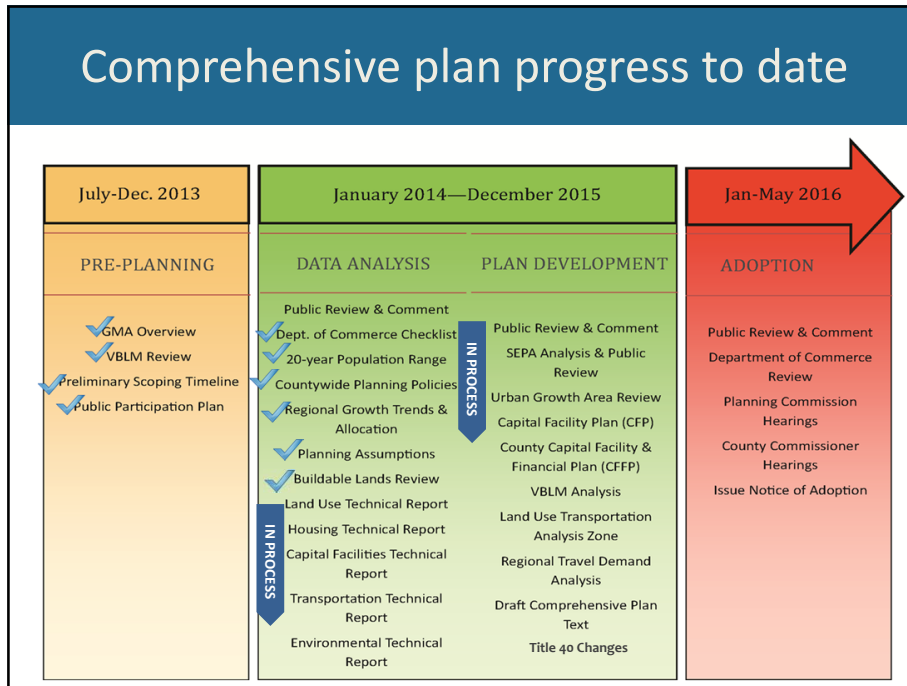 Comprehensive plan progress to date
July-Dec. 2013
PRE-PLANNING
GMA Overview
VBLM Review
Preliminary Scoping Timeline
Public Participation Plan
January 2014—December 2015
DATA ANALYSIS
Public Review & Comment
Dept. of Commerce Checklist
20-year Population Range
Countywide Planning Policies
Regional Growth Trends &
Allocation
Planning Assumptions
Buildable Lands Review
Land Use Technical Report
Housing Technical Report
Capital Facilities Technical
Report
Transportation Technical
Report
Environmental Technical
Report
IN PROCESS
PLAN DEVELOPMENT
Public Review & Comment
SEPA Analysis & Public
Review
Urban Growth Area Review
Capital Facility Plan (CFP)
County Capital Facility &
Financial Plan (CFFP)
VBLM Analysis
Land Use Transportation
Analysis Zone
Regional Travel Demand
Analysis
Draft Comprehensive Plan
Text
Title 40 Changes
IN PROCESS
Jan-May 2016
ADOPTION
Public Review & Comment
Department of Commerce
Review
Planning Commission
Hearings
County Commissioner
Hearings
Issue Notice of Adoption